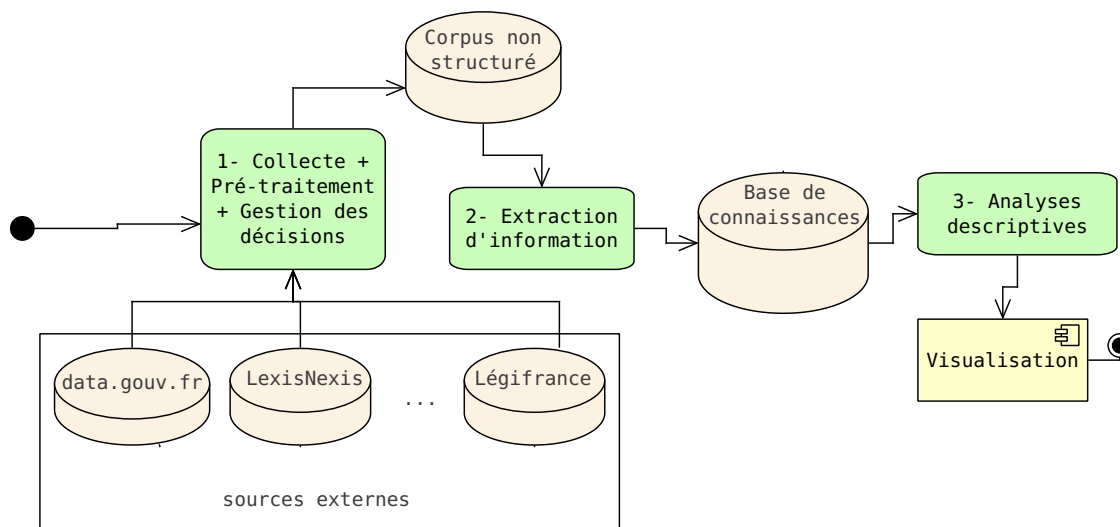 Corpus non
structuré
1- Collecte +
Pré-traitement
+ Gestion des
décisions
2- Extraction
d'information
Base de
connaissances
3- Analyses
descriptives
Visualisation
data.gouv.fr
LexisNexis
...
Légifrance
sources externes